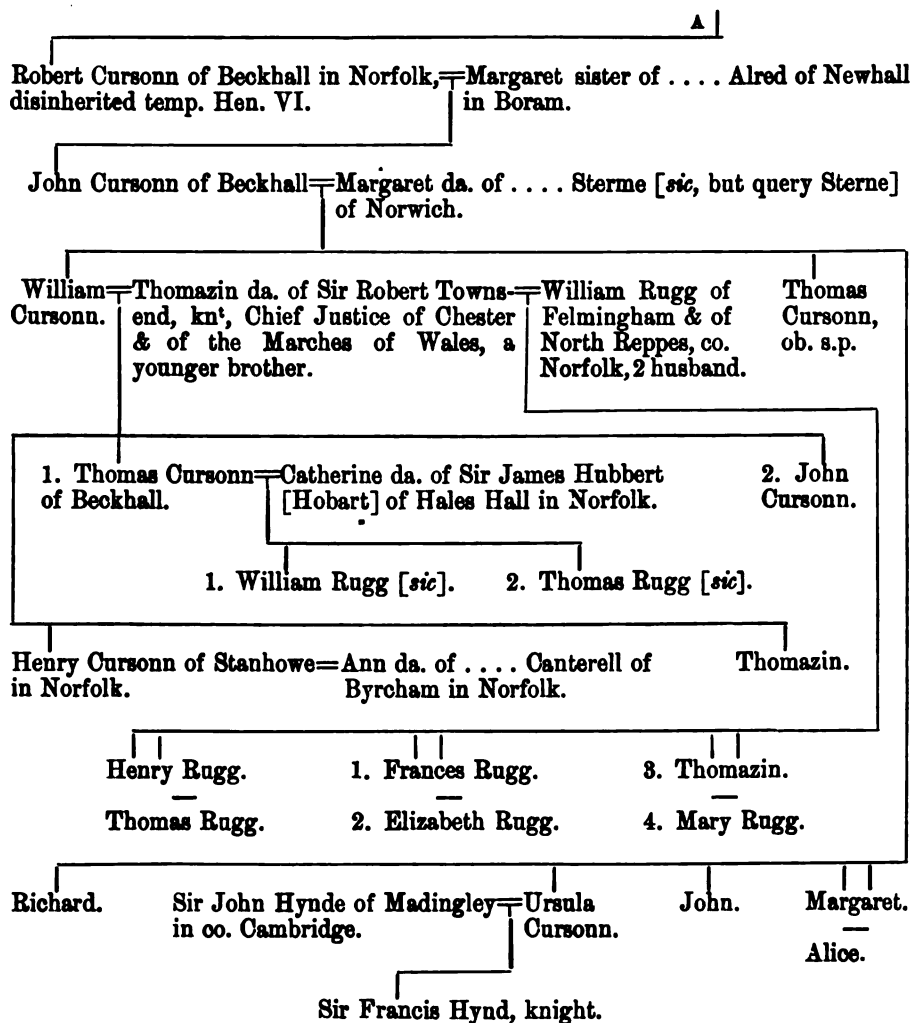 A
Robert Cursonn of Beckhall in Norfolk,=Margaret sister of .... Alred of Newhall
disinherited temp. Hen. VI. in Boram.
John Cursonn of Beckhall=Margaret da. of .... Sterme [sic, but query Sterne]
of Norwich.
William=Thomazin da. of Sir Robert Towns-=William Rugg of Thomas
Cursonn. end, knᵗ, Chief Justice of Chester Felmingham & of Cursonn,
& of the Marches of Wales, a North Reppes, co. ob. s.p.
younger brother. Norfolk, 2 husband.
1. Thomas Cursonn=Catherine da. of Sir James Hubbert 2. John
of Beckhall. [Hobart] of Hales Hall in Norfolk. Cursonn.
1. William Rugg [sic]. 2. Thomas Rugg [sic].
Henry Cursonn of Stanhowe=Ann da. of .... Canterell of Thomazin.
in Norfolk. Byrcham in Norfolk.
Henry Rugg. 1. Frances Rugg. 3. Thomazin.
Thomas Rugg. 2. Elizabeth Rugg. 4. Mary Rugg.
Richard. Sir John Hynde of Madingley=Ursula John. Margaret.
in co. Cambridge. Cursonn.
Alice.
Sir Francis Hynd, knight.